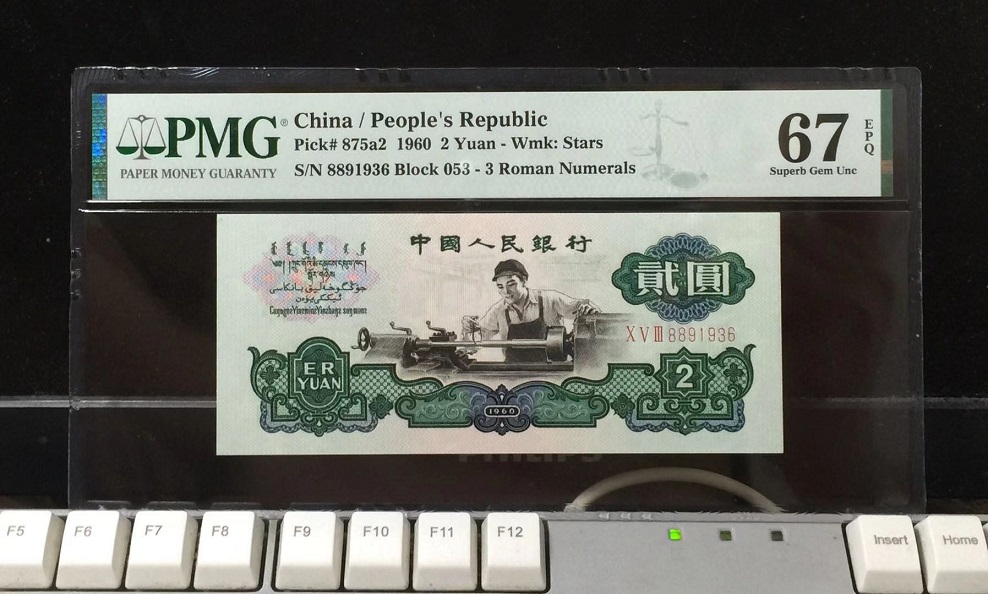 PMG®
PAPER MONEY GUARANTY
China / People's Republic
Pick# 875a2 1960 2 Yuan - Wmk: Stars
S/N 8891936 Block 053 - 3 Roman Numerals
67
EPQ
Superb Gem Unc
中國人民銀行
貳圓
XVIII 8891936
ER
YUAN
2
1960
F5
F6
F7
F8
F9
F10
F11
F12
Insert
Home